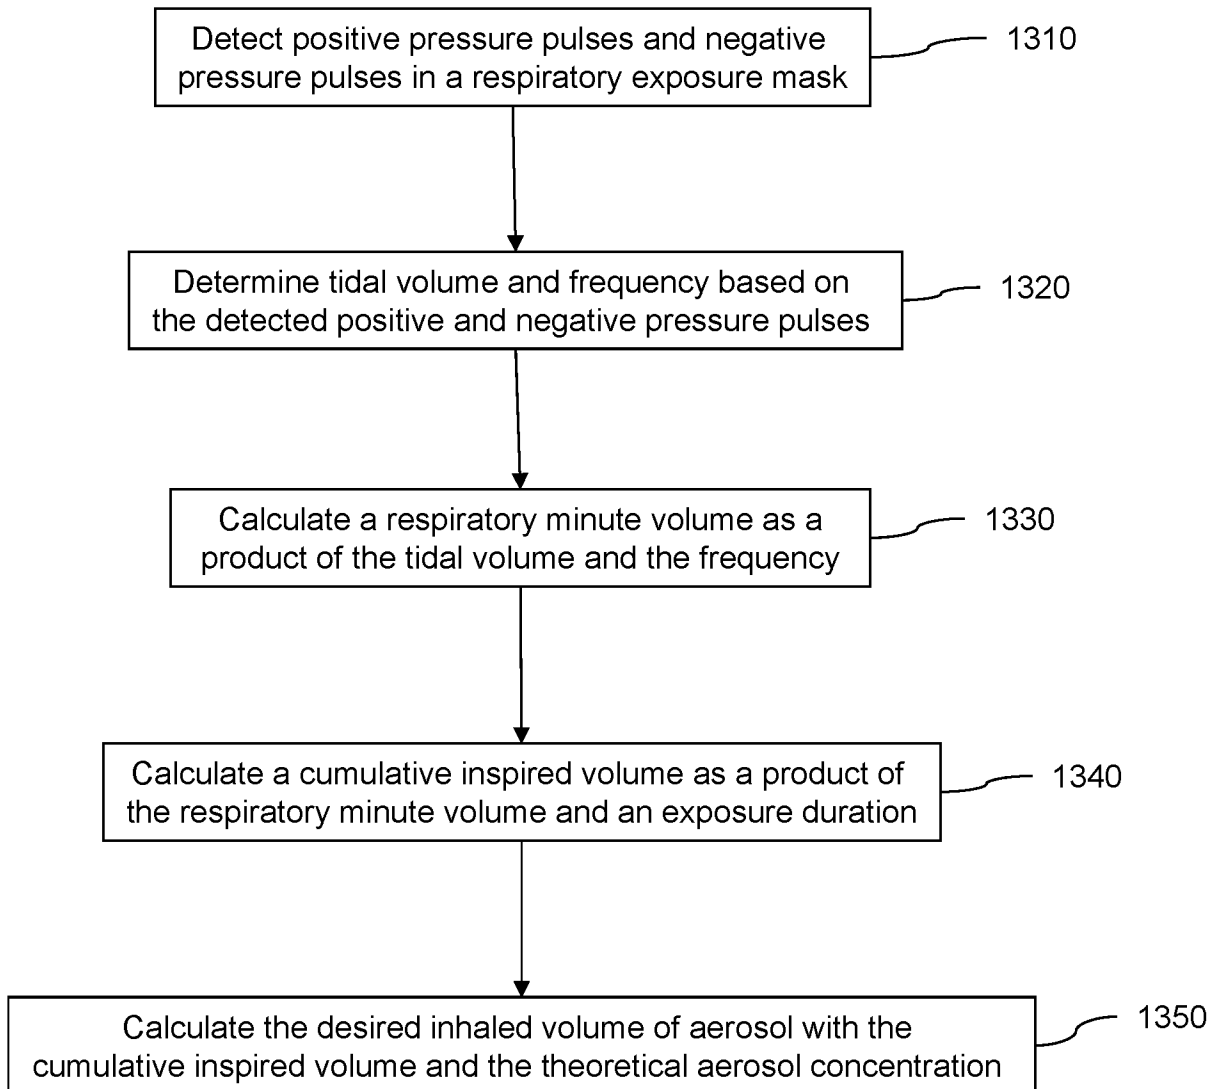 Detect positive pressure pulses and negative
pressure pulses in a respiratory exposure mask
1310
Determine tidal volume and frequency based on
the detected positive and negative pressure pulses
1320
Calculate a respiratory minute volume as a
product of the tidal volume and the frequency
1330
Calculate a cumulative inspired volume as a product of
the respiratory minute volume and an exposure duration
1340
Calculate the desired inhaled volume of aerosol with the
cumulative inspired volume and the theoretical aerosol concentration
1350